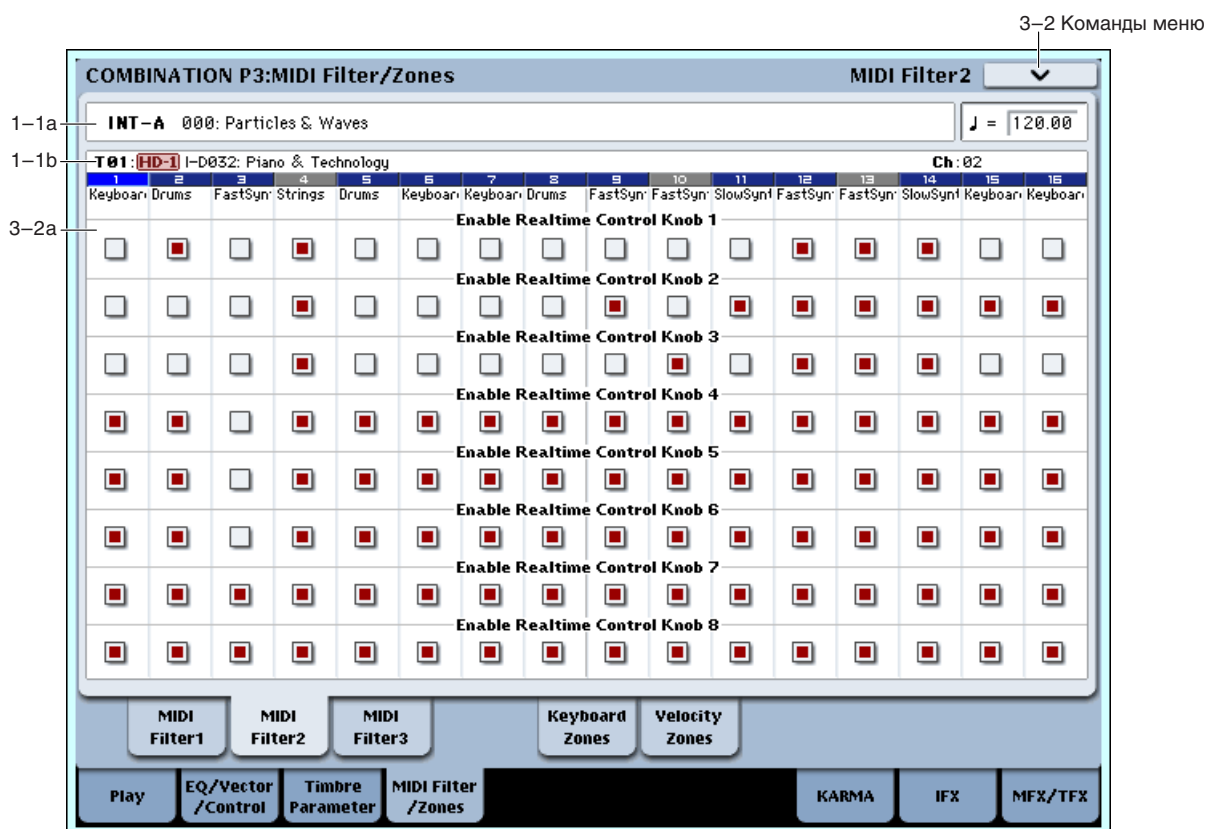 3–2 Команды меню
COMBINATION P3:MIDI Filter/Zones MIDI Filter2
1–1a INT-A 000: Particles & Waves ♩ = 120.00
1–1b T01:HD-1 I-D032: Piano & Technology Ch:02
1 2 3 4 5 6 7 8 9 10 11 12 13 14 15 16
Keyboar Drums FastSyn Strings Drums Keyboar Keyboar Drums FastSyn FastSyn SlowSynt FastSyn FastSyn SlowSynt Keyboar Keyboar
3–2a
Enable Realtime Control Knob 1
Enable Realtime Control Knob 2
Enable Realtime Control Knob 3
Enable Realtime Control Knob 4
Enable Realtime Control Knob 5
Enable Realtime Control Knob 6
Enable Realtime Control Knob 7
Enable Realtime Control Knob 8
MIDI Filter1
MIDI Filter2
MIDI Filter3
Keyboard Zones
Velocity Zones
Play
EQ/Vector /Control
Timbre Parameter
MIDI Filter /Zones
KARMA
IFX
MFX/TFX